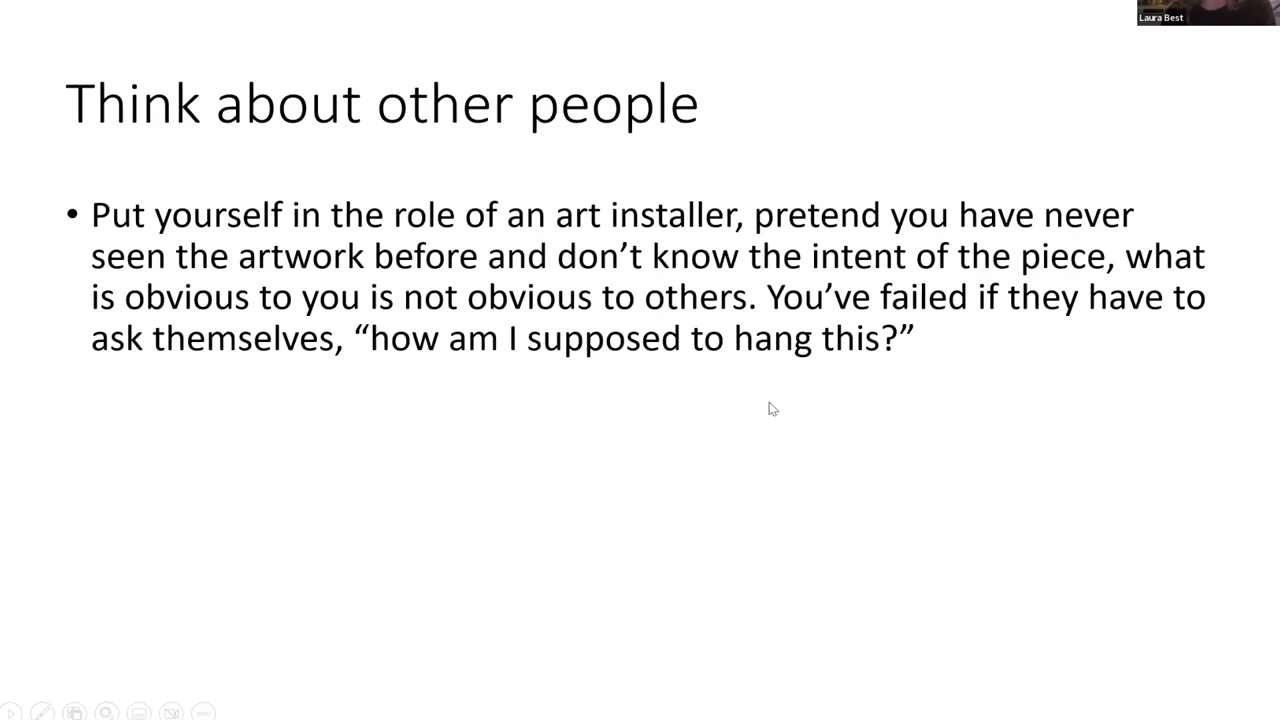 Laura Best
Think about other people
• Put yourself in the role of an art installer, pretend you have never
seen the artwork before and don’t know the intent of the piece, what
is obvious to you is not obvious to others. You’ve failed if they have to
ask themselves, “how am I supposed to hang this?”